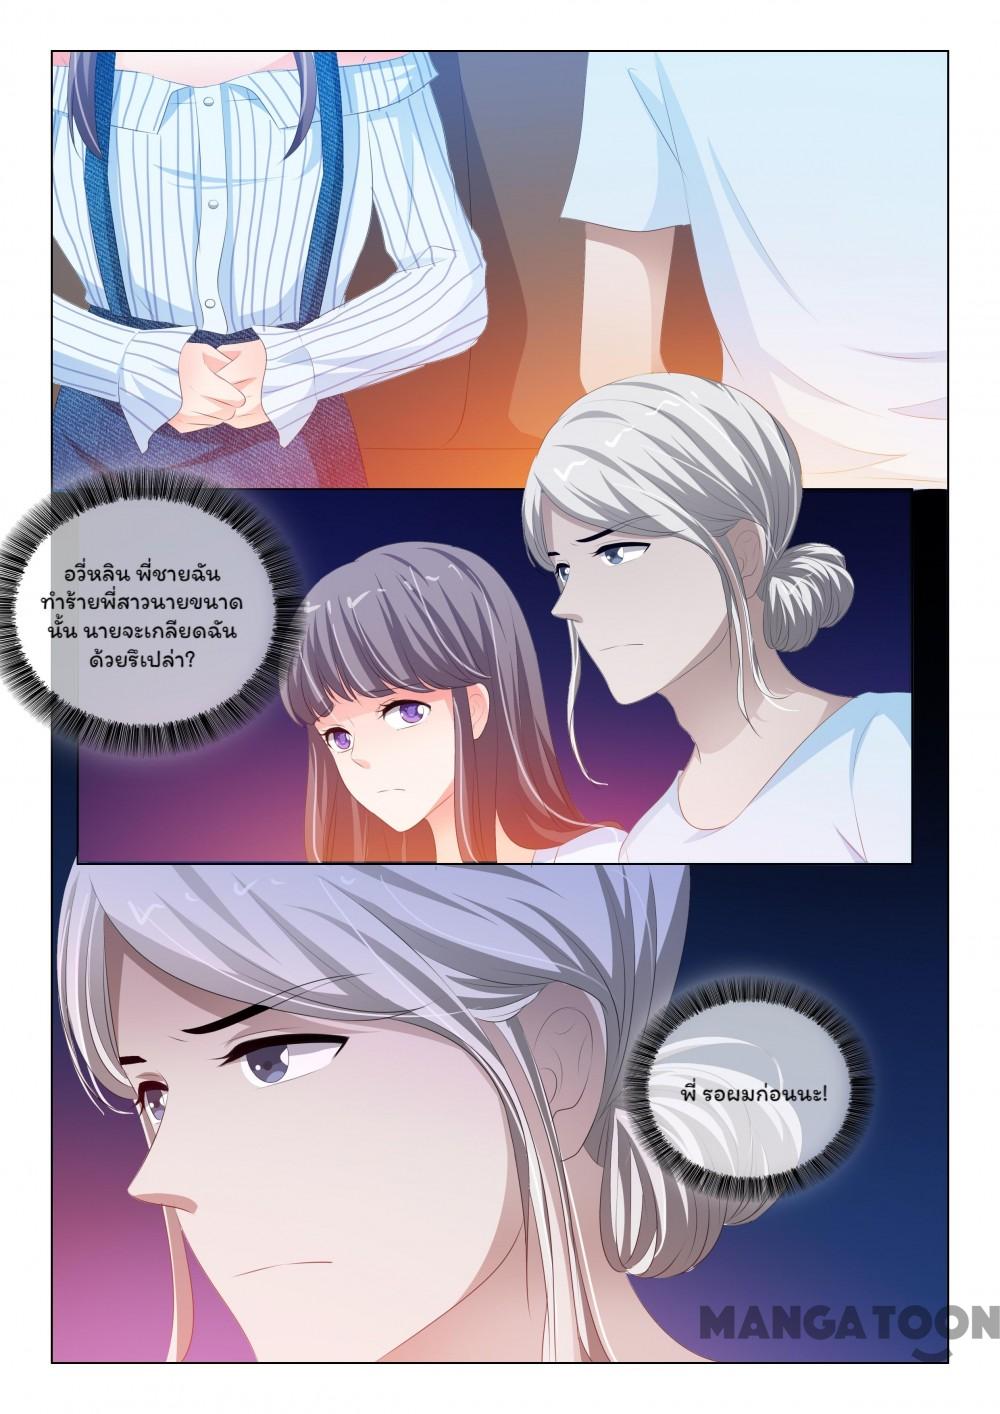 อวี่หลิน พี่ชายฉัน
ทำร้ายพี่สาวนายขนาด
นั้น นายจะเกลียดฉัน
ด้วยรึเปล่า?
พี่ รอผมก่อนนะ!
MANGATOON